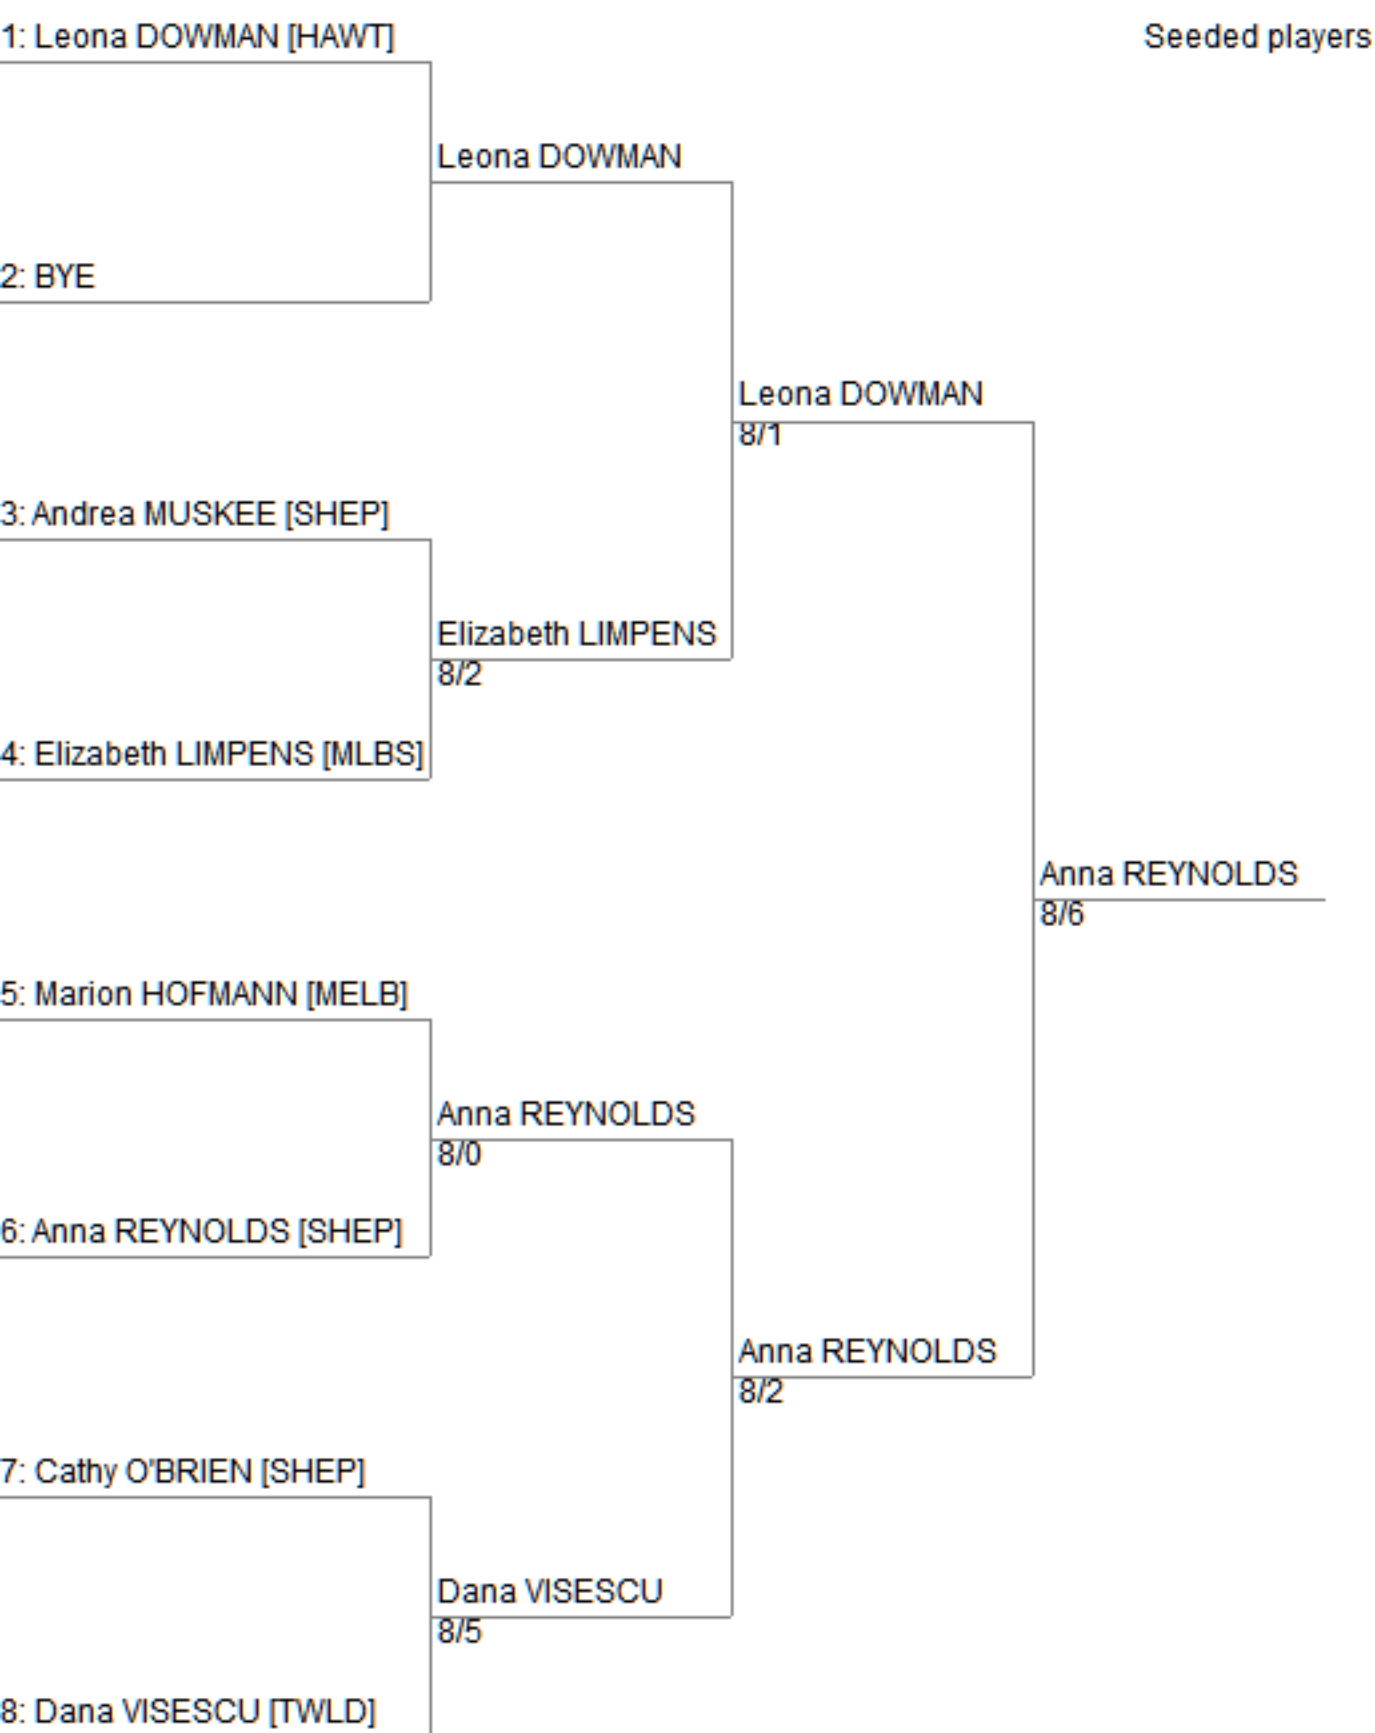 1: Leona DOWMAN [HAWT]
Seeded players
Leona DOWMAN
2: BYE
Leona DOWMAN
8/1
3: Andrea MUSKEE [SHEP]
Elizabeth LIMPENS
8/2
4: Elizabeth LIMPENS [MLBS]
Anna REYNOLDS
8/6
5: Marion HOFMANN [MELB]
Anna REYNOLDS
8/0
6: Anna REYNOLDS [SHEP]
Anna REYNOLDS
8/2
7: Cathy O'BRIEN [SHEP]
Dana VISESCU
8/5
8: Dana VISESCU [TWLD]